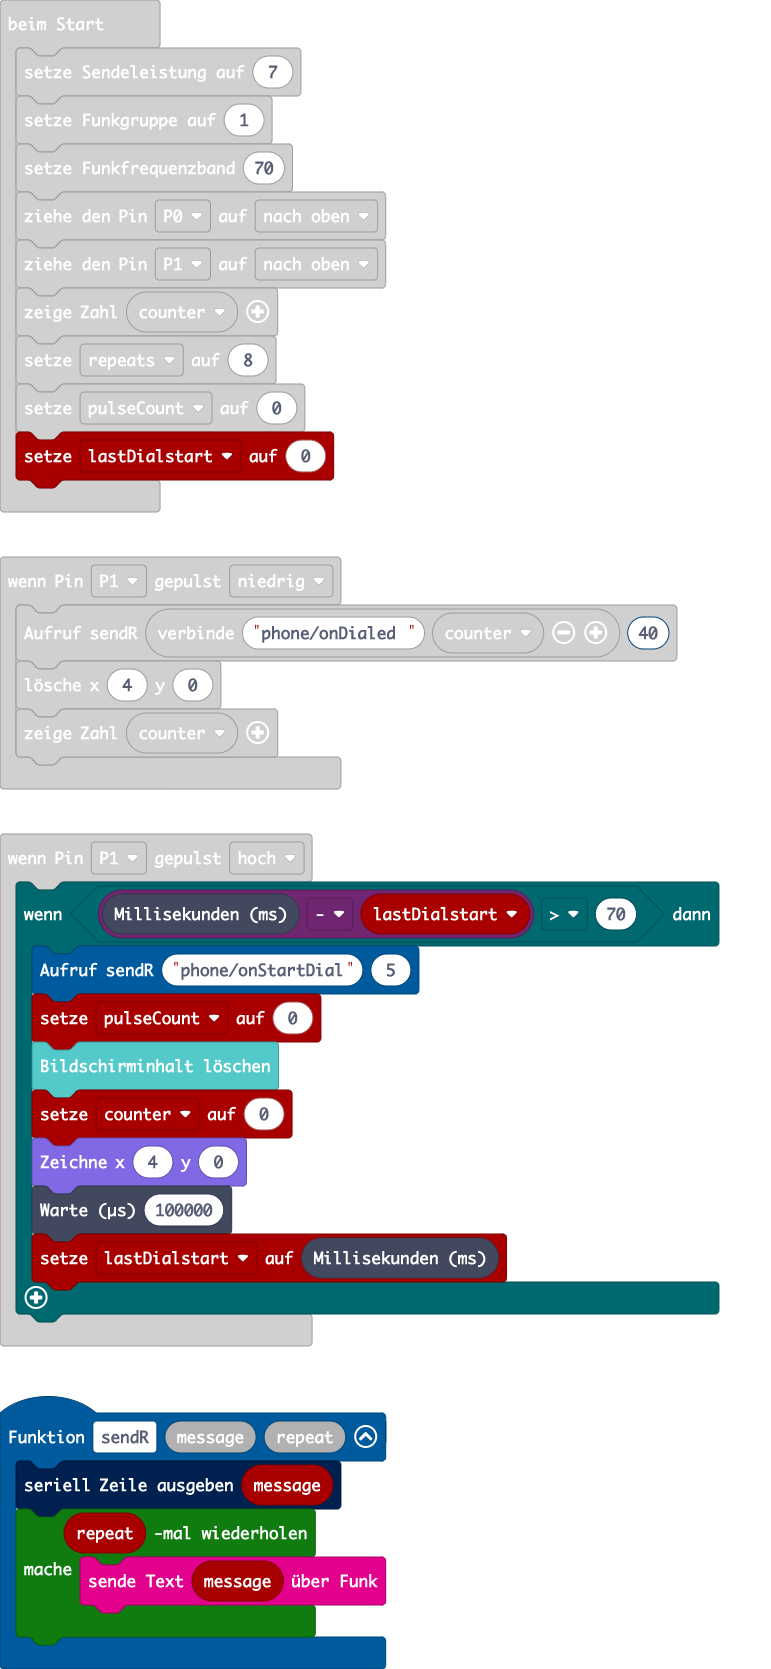 beim Start
setze Sendeleistung auf 7
setze Funkgruppe auf 1
setze Funkfrequenzband 70
ziehe den Pin P0 auf nach oben
ziehe den Pin P1 auf nach oben
zeige Zahl counter
setze repeats auf 8
setze pulseCount auf 0
setze lastDialstart auf 0
wenn Pin P1 gepulst niedrig
Aufruf sendR verbinde "phone/onDialed " counter 40
lösche x 4 y 0
zeige Zahl counter
wenn Pin P1 gepulst hoch
wenn Millisekunden (ms) - lastDialstart > 70 dann
Aufruf sendR "phone/onStartDial" 5
setze pulseCount auf 0
Bildschirminhalt löschen
setze counter auf 0
Zeichne x 4 y 0
Warte (µs) 100000
setze lastDialstart auf Millisekunden (ms)
Funktion sendR message repeat
seriell Zeile ausgeben message
repeat -mal wiederholen
mache sende Text message über Funk